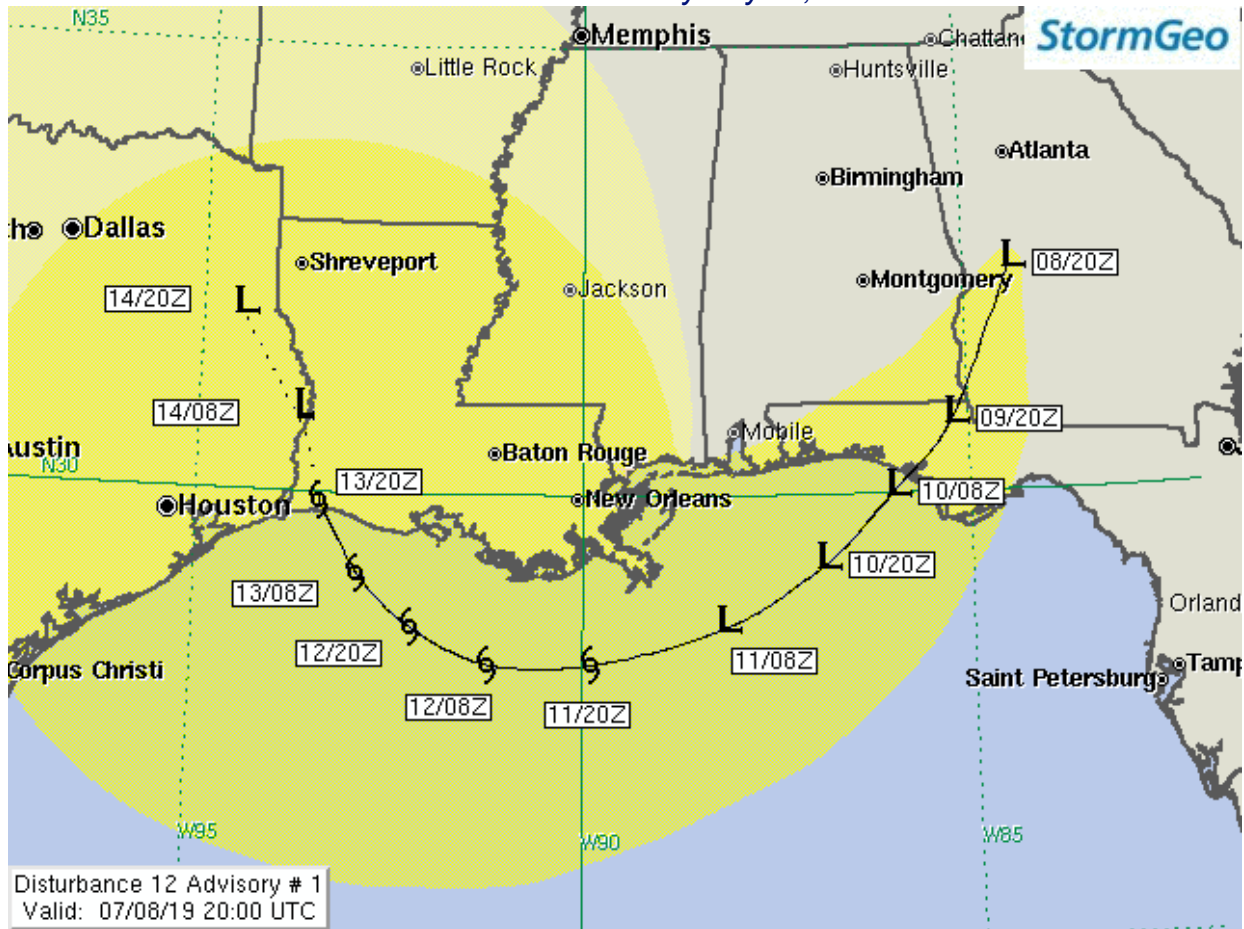 N35
Memphis
Chattan
StormGeo
Little Rock
Huntsville
Atlanta
Birmingham
Dallas
Shreveport
08/20Z
Montgomery
14/20Z
Jackson
14/08Z
09/20Z
Mobile
Austin
Baton Rouge
N30
13/20Z
Houston
New Orleans
10/08Z
10/20Z
13/08Z
Orland
12/20Z
11/08Z
Corpus Christi
Saint Petersburg
Tamp
12/08Z
11/20Z
W95
W90
W85
Disturbance 12 Advisory # 1
Valid: 07/08/19 20:00 UTC